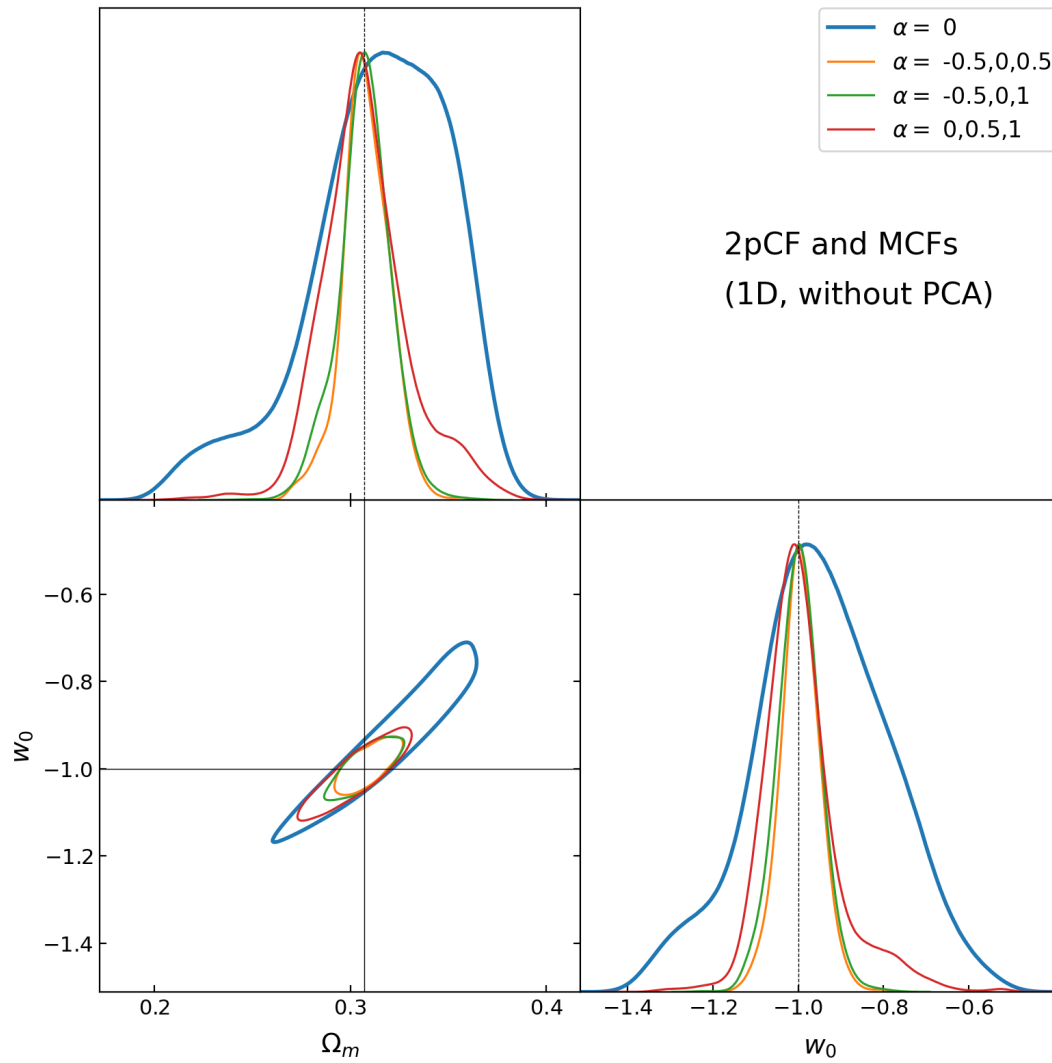 α = 0
α = -0.5,0,0.5
α = -0.5,0,1
α = 0,0.5,1
2pCF and MCFs
(1D, without PCA)
−0.6
−0.8
−1.0
−1.2
−1.4
w₀
0.2 0.3 0.4
Ωₘ
−1.4 −1.2 −1.0 −0.8 −0.6
w₀